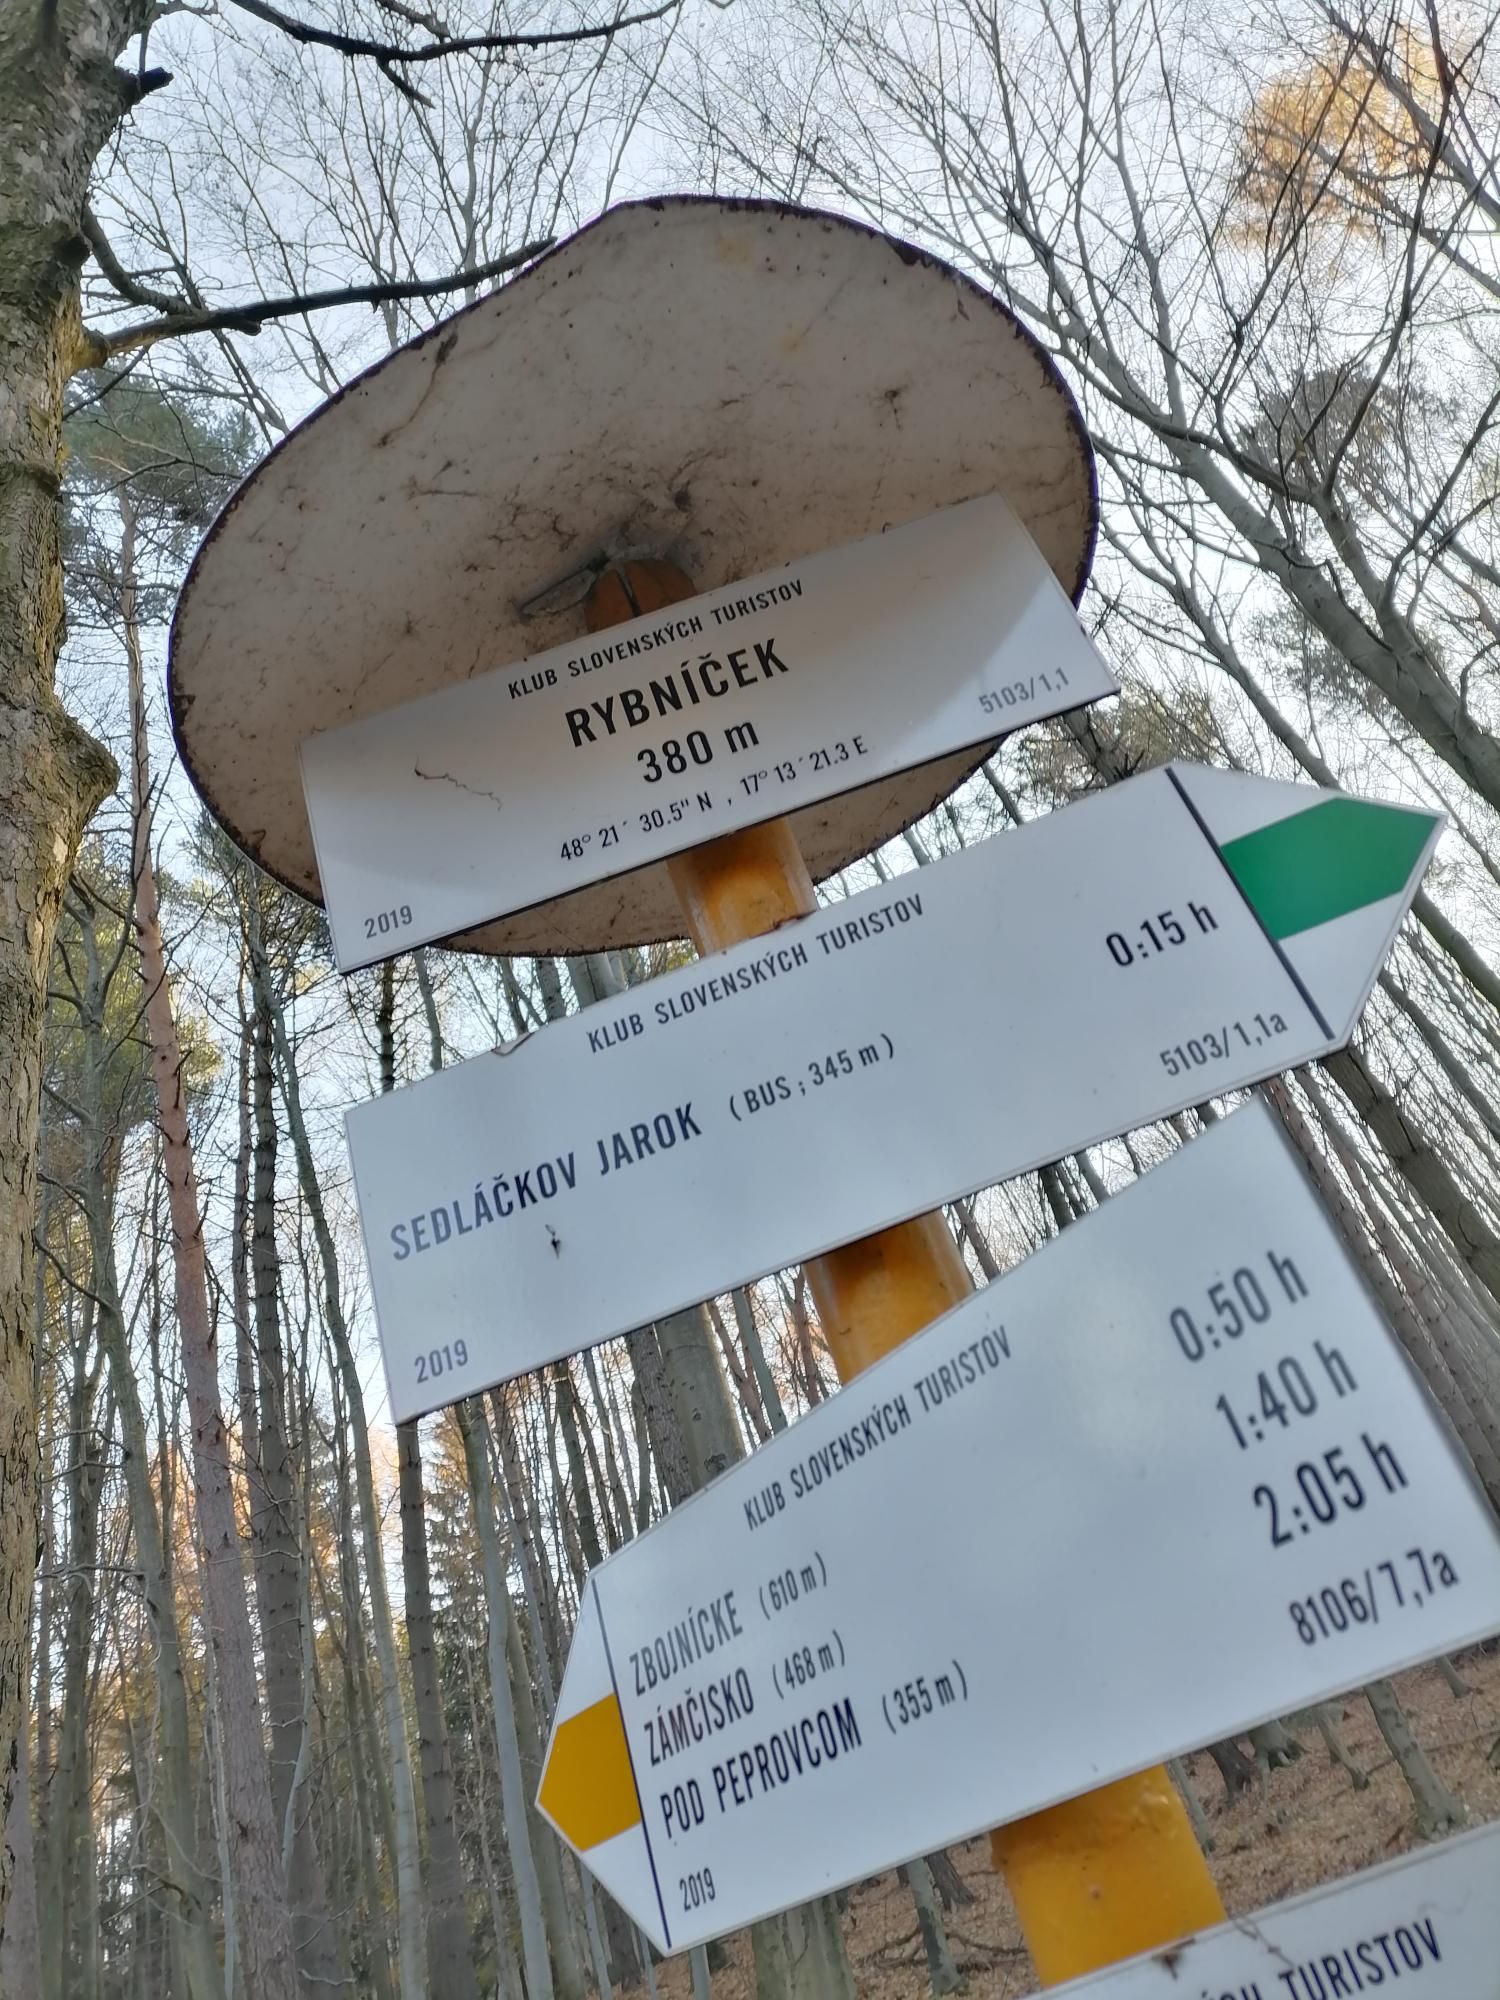 KLUB SLOVENSKÝCH TURISTOV
RYBNÍČEK
380 m
48° 21´ 30.5" N , 17° 13´ 21.3 E
2019
5103/1,1
KLUB SLOVENSKÝCH TURISTOV
0:15 h
SEDLÁČKOV JAROK (BUS ; 345 m)
2019
5103/1,1a
KLUB SLOVENSKÝCH TURISTOV
ZBOJNÍCKE (610 m) 0:50 h
ZÁMČISKO (468 m) 1:40 h
POD PEPROVCOM (355 m) 2:05 h
2019
8106/7,7a
TURISTOV